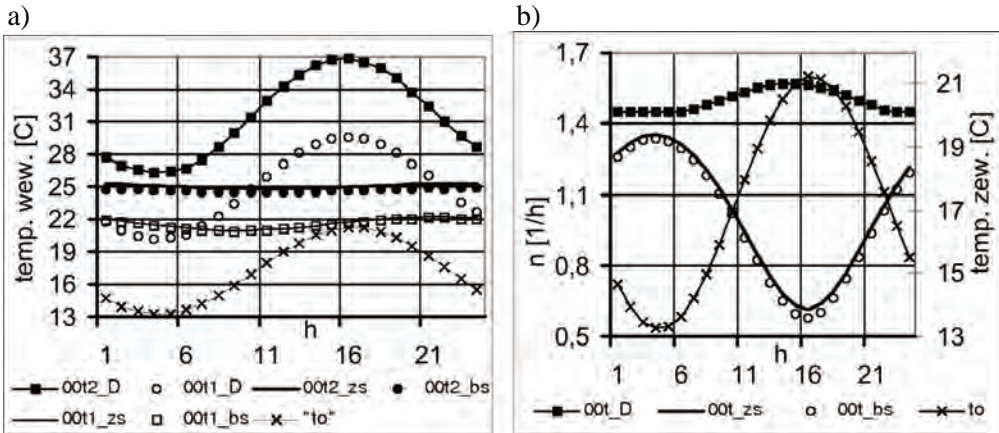 a)
temp. wew. [C]
37
34
31
28
25
22
19
16
13
1 6 11 16 21
h
00t2_D 00t1_D 00t2_zs 00t2_bs
00t1_zs 00t1_bs "to"
b)
n [1/h]
1,7
1,4
1,1
0,8
0,5
temp. zew. [C]
21
19
17
15
13
1 6 11 16 21
h
00t_D 00t_zs 00t_bs to